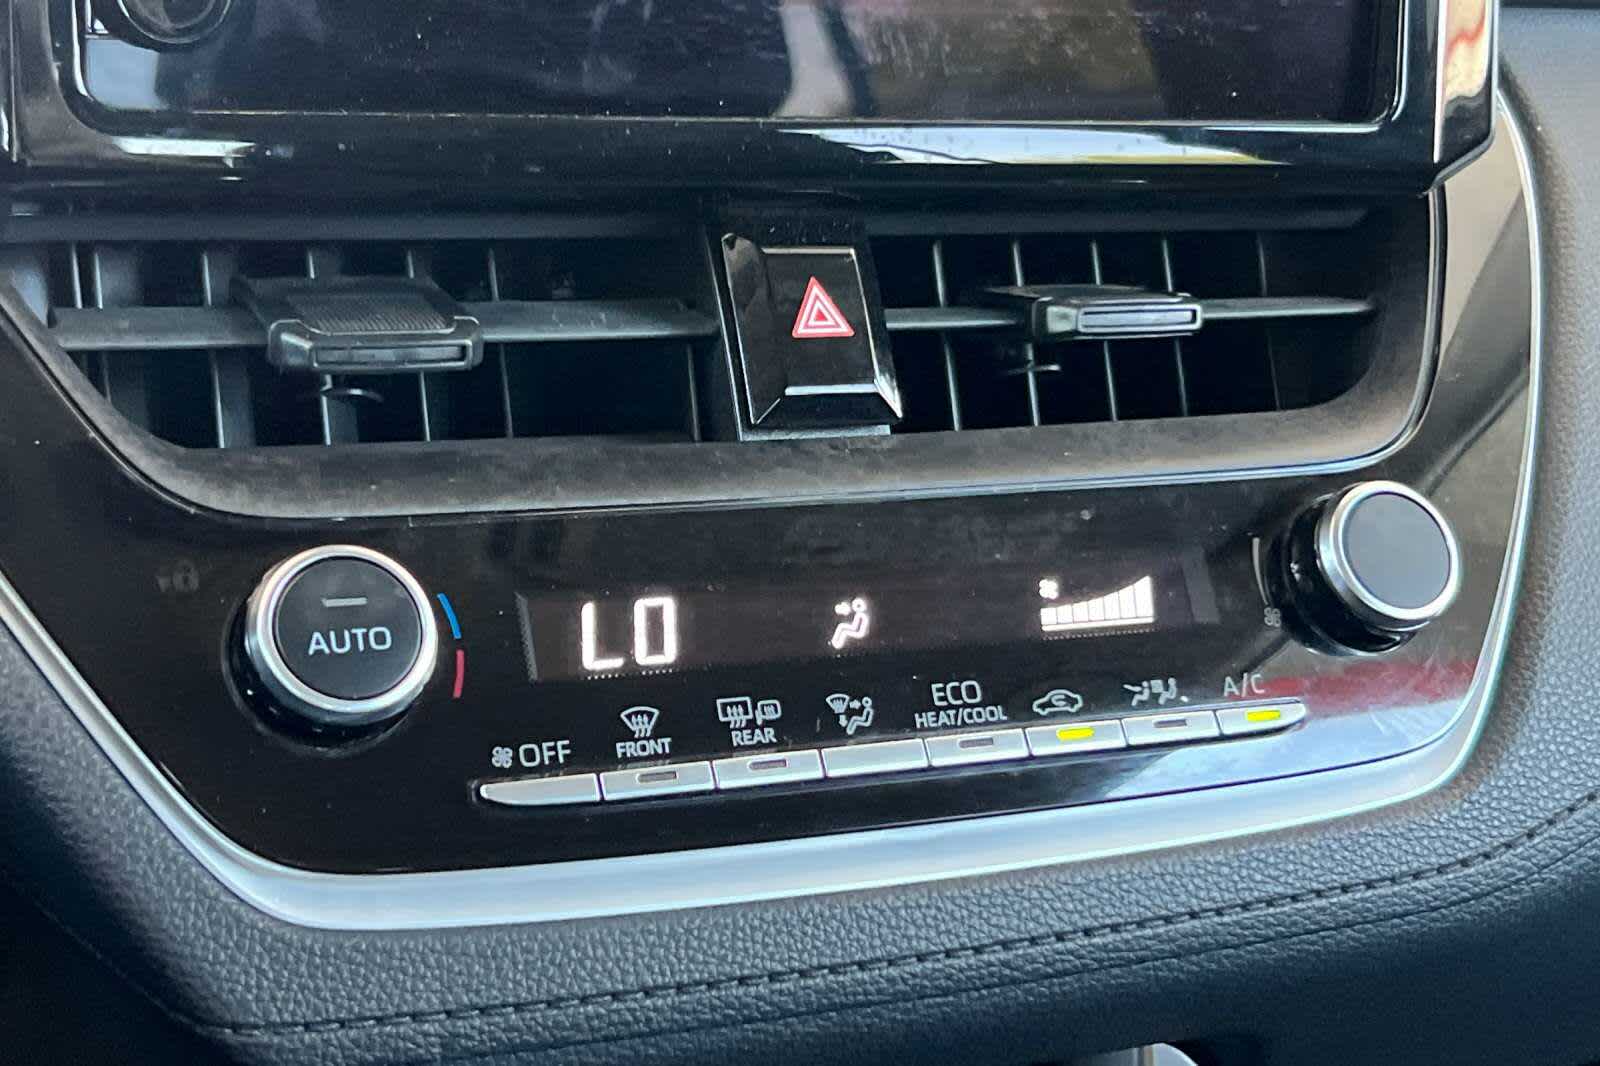 AUTO
LO
OFF
FRONT
REAR
ECO
HEAT/COOL
A/C